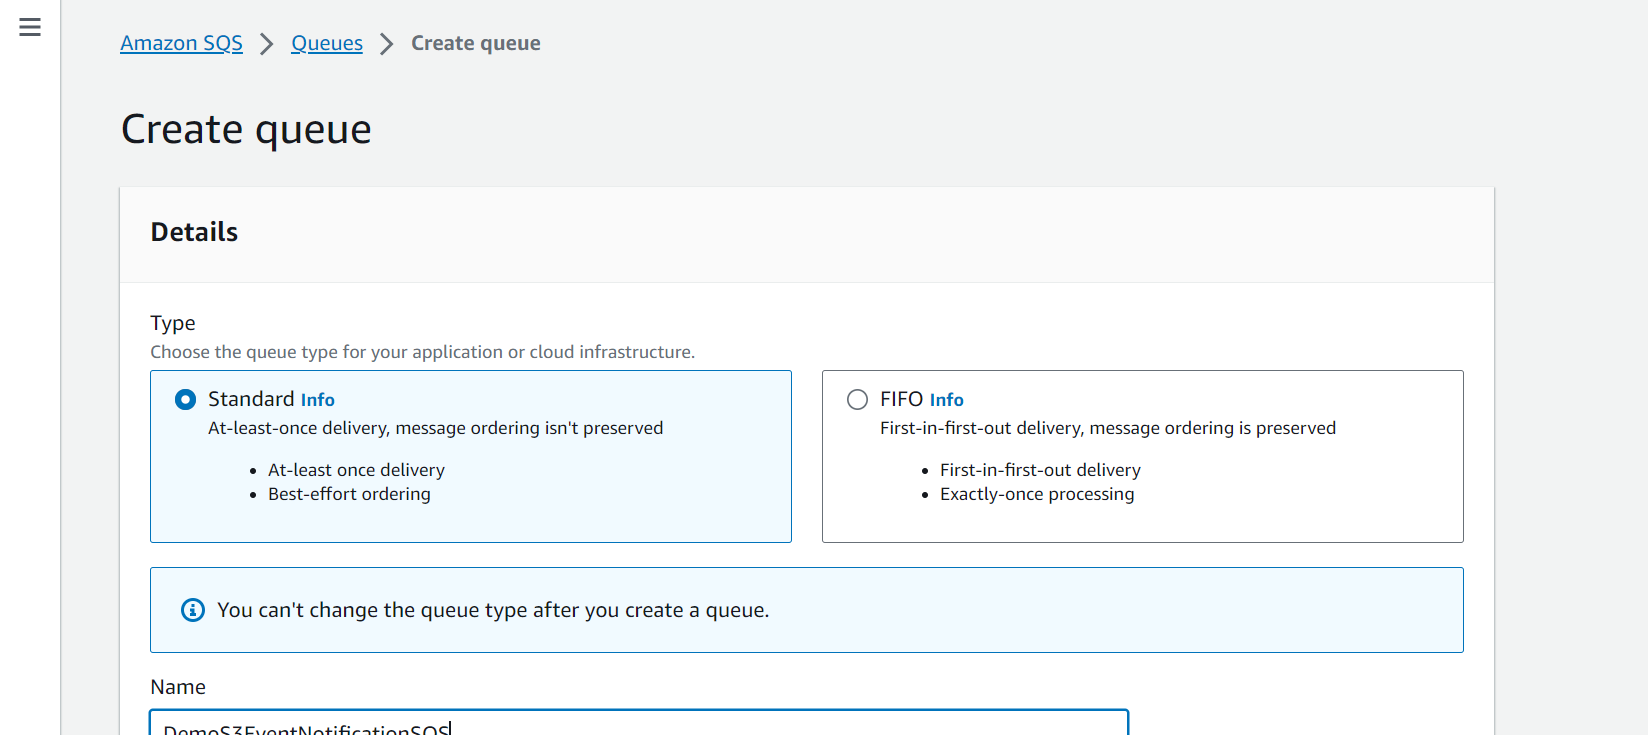 Amazon SQS > Queues > Create queue
Create queue
Details
Type
Choose the queue type for your application or cloud infrastructure.
Standard Info
At-least-once delivery, message ordering isn't preserved
• At-least once delivery
• Best-effort ordering
FIFO Info
First-in-first-out delivery, message ordering is preserved
• First-in-first-out delivery
• Exactly-once processing
You can't change the queue type after you create a queue.
Name
DemoS3EventNotificationSQS